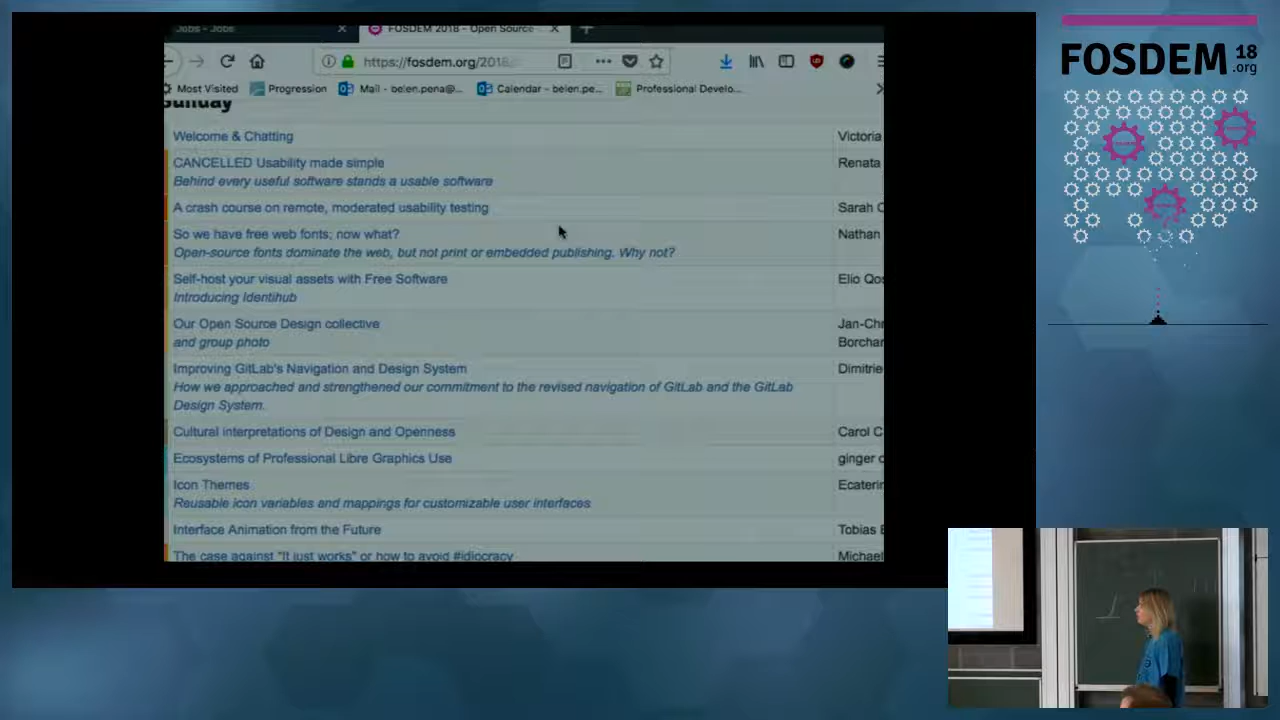 Jobs - Jobs
FOSDEM 2018 - Open Source
https://fosdem.org/2018
Most Visited
Progression
Mail - belen.pena@...
Calendar - belen.pe...
Professional Develo...
Sunday
Welcome & Chatting
Victoria
CANCELLED Usability made simple
Renata
Behind every useful software stands a usable software
A crash course on remote, moderated usability testing
Sarah
So we have free web fonts; now what?
Nathan
Open-source fonts dominate the web, but not print or embedded publishing. Why not?
Self-host your visual assets with Free Software
Elio
Introducing Identihub
Our Open Source Design collective
Jan-Chr
and group photo
Borchar
Improving GitLab's Navigation and Design System
Dimitrie
How we approached and strengthened our commitment to the revised navigation of GitLab and the GitLab
Design System.
Cultural interpretations of Design and Openness
Carol C
Ecosystems of Professional Libre Graphics Use
ginger
Icon Themes
Ecaterin
Reusable icon variables and mappings for customizable user interfaces
Interface Animation from the Future
Tobias
The case against "It just works" or how to avoid #idiocracy
Michael
FOSDEM 18
.org